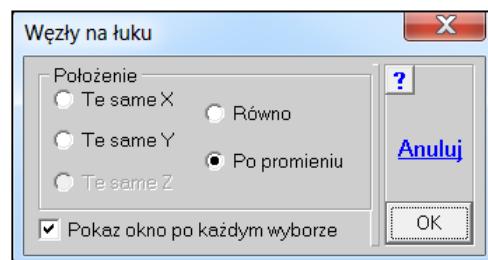 Węzły na łuku
X
Położenie
Te same X
Te same Y
Te same Z
Równo
Po promieniu
Pokaz okno po każdym wyborze
?
Anuluj
OK